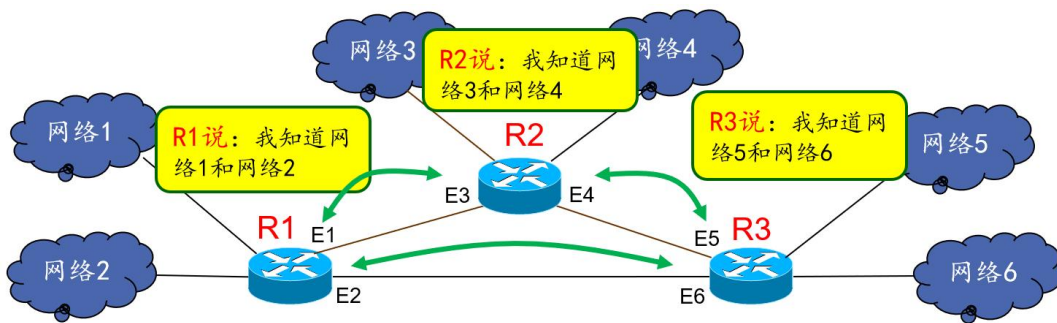 网络3
网络4
R2说：我知道网
络3和网络4
网络1
R1说：我知道网
络1和网络2
R3说：我知道网
络5和网络6
网络5
R2
E3
E4
R1
E1
E2
E5
R3
E6
网络2
网络6